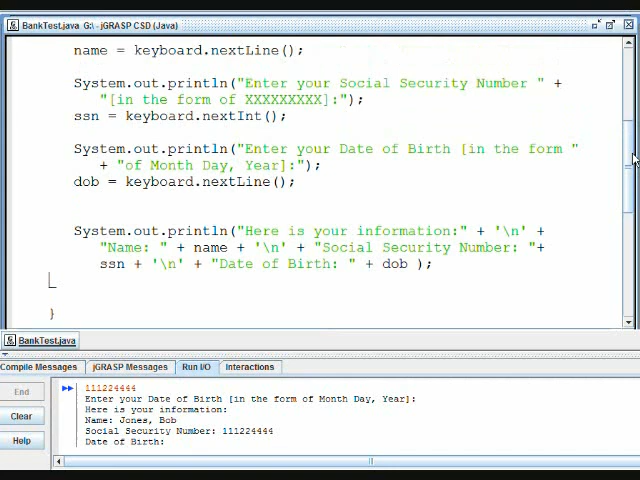 BankTest.java G:\ - jGRASP CSD (Java)
name = keyboard.nextLine();
System.out.println("Enter your Social Security Number " +
"[in the form of XXXXXXXXX]:");
ssn = keyboard.nextInt();
System.out.println("Enter your Date of Birth [in the form "
+ "of Month Day, Year]:");
dob = keyboard.nextLine();
System.out.println("Here is your information:" + '\n' +
"Name: " + name + '\n' + "Social Security Number: "+
ssn + '\n' + "Date of Birth: " + dob );
}
BankTest.java
Compile Messages jGRASP Messages Run I/O Interactions
End
Clear
Help
111224444
Enter your Date of Birth [in the form of Month Day, Year]:
Here is your information:
Name: Jones, Bob
Social Security Number: 111224444
Date of Birth: